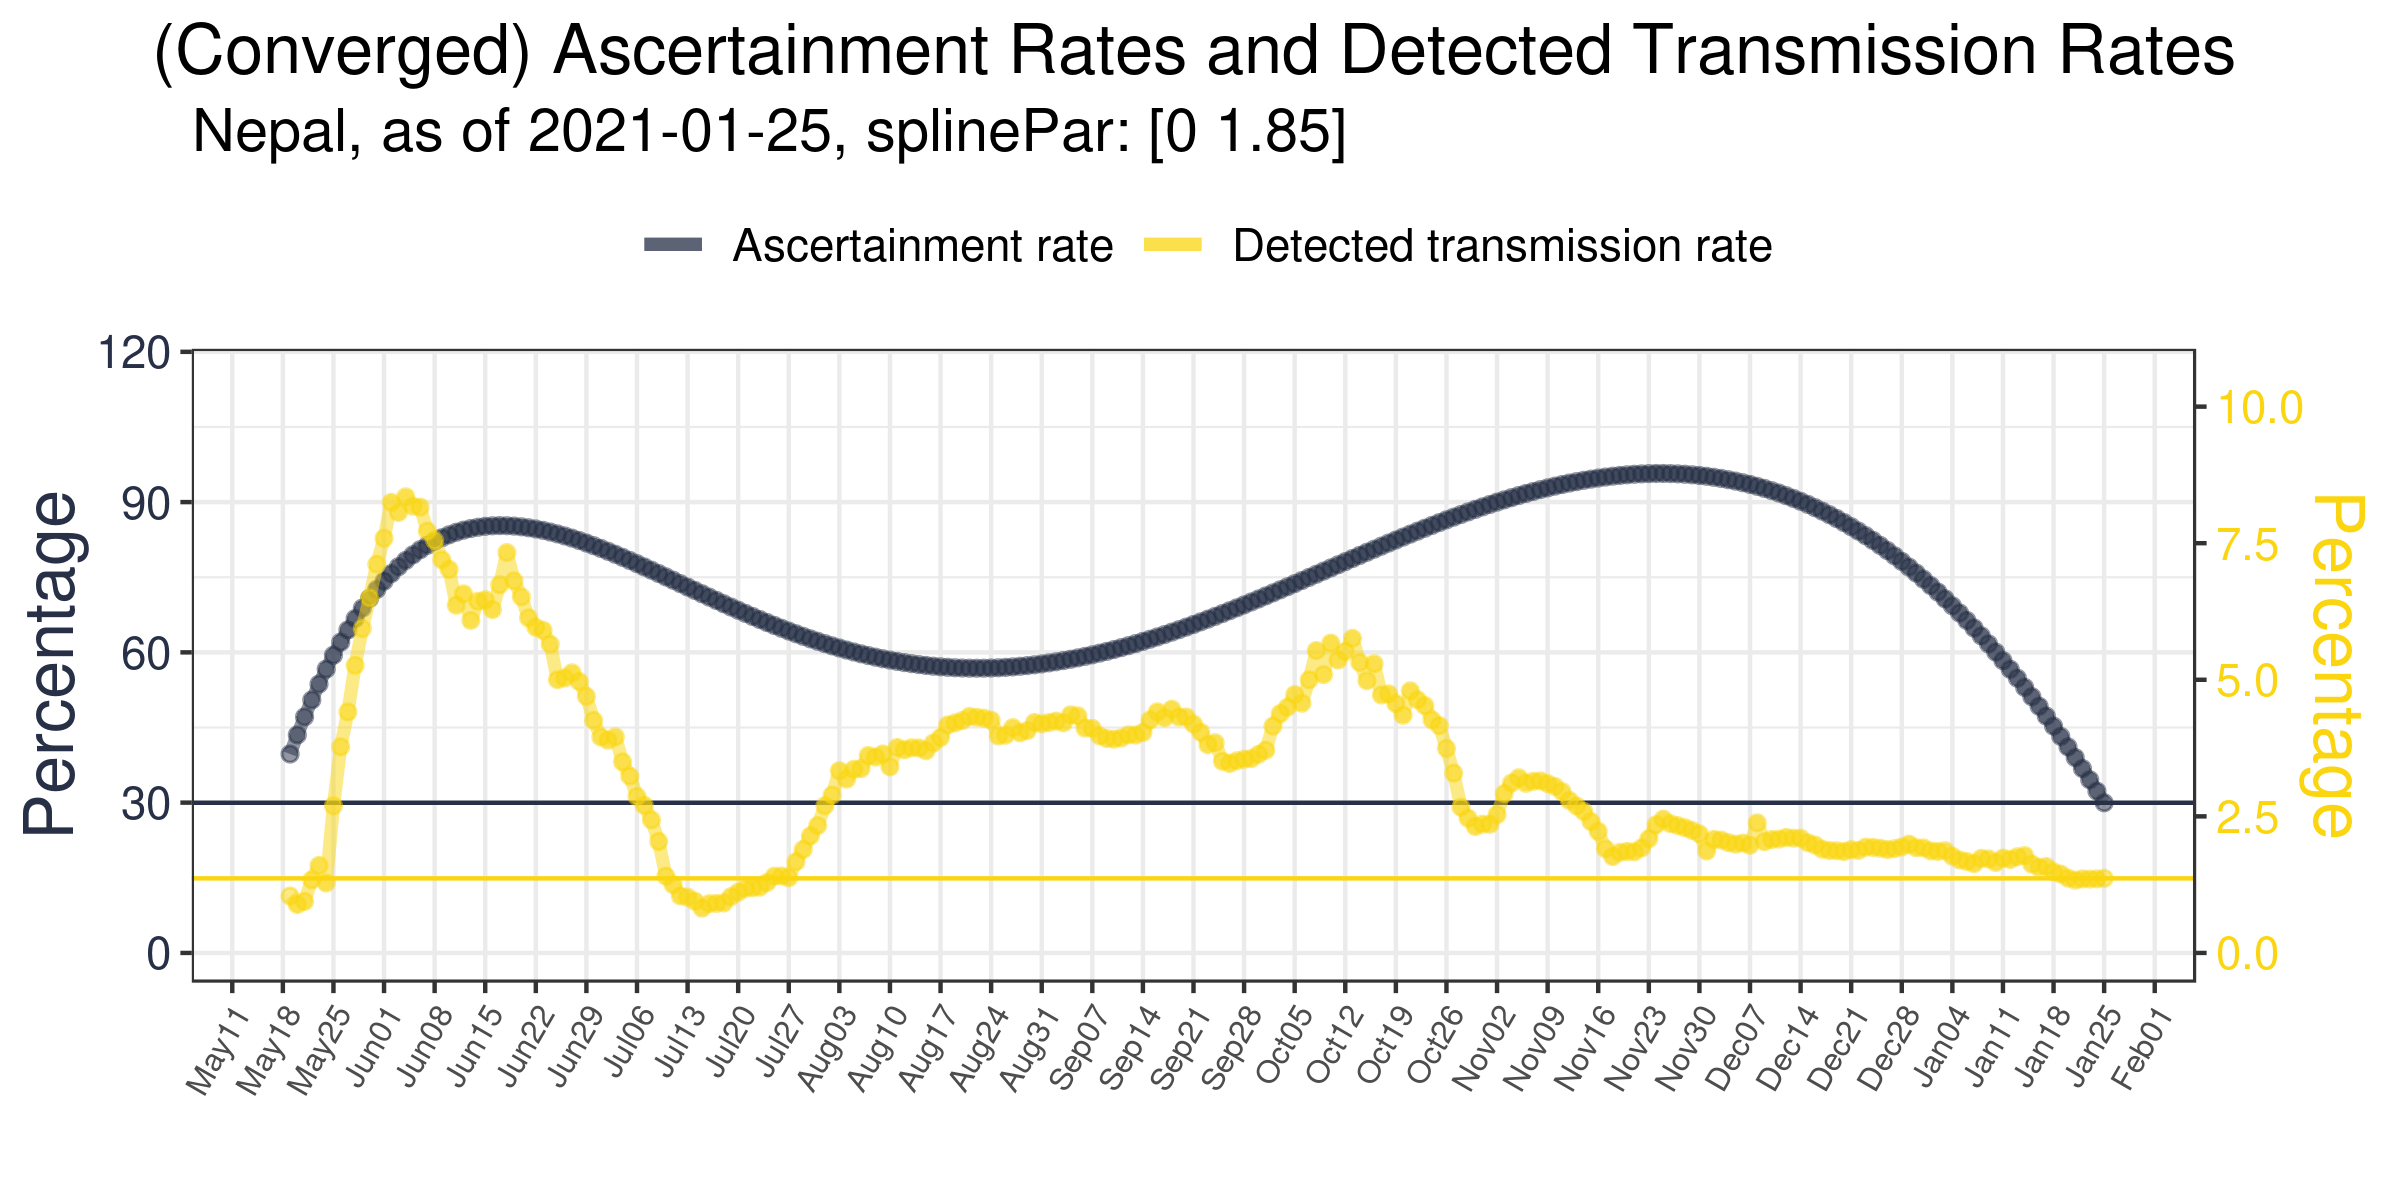 (Converged) Ascertainment Rates and Detected Transmission Rates
Nepal, as of 2021-01-25, splinePar: [0 1.85]
Ascertainment rate
Detected transmission rate
Percentage
120
90
60
30
0
10.0
7.5
5.0
2.5
0.0
Percentage
May11
May18
May25
Jun01
Jun08
Jun15
Jun22
Jun29
Jul06
Jul13
Jul20
Jul27
Aug03
Aug10
Aug17
Aug24
Aug31
Sep07
Sep14
Sep21
Sep28
Oct05
Oct12
Oct19
Oct26
Nov02
Nov09
Nov16
Nov23
Nov30
Dec07
Dec14
Dec21
Dec28
Jan04
Jan11
Jan18
Jan25
Feb01